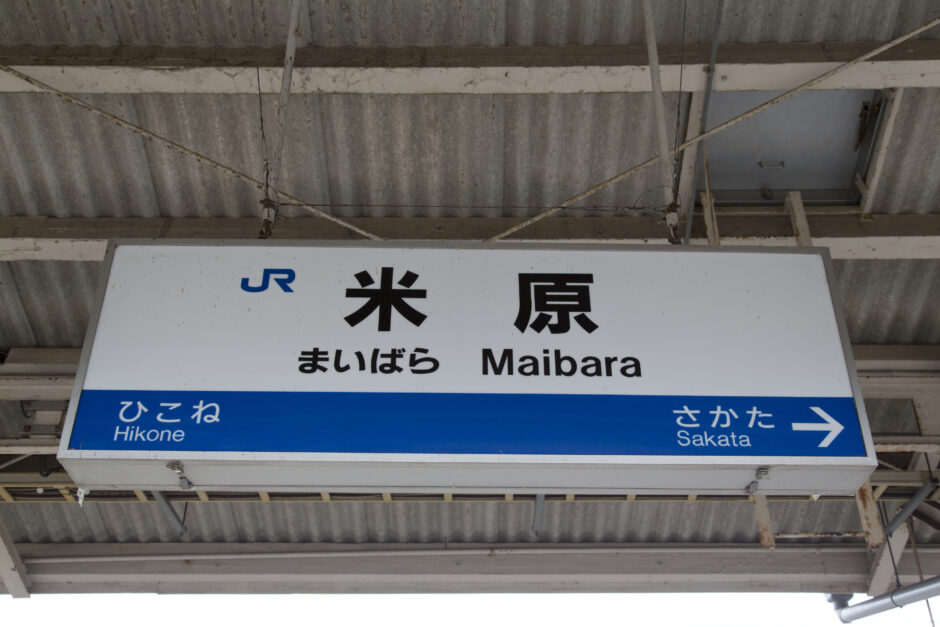 JR 米原
まいばら Maibara
ひこね さかた →
Hikone Sakata